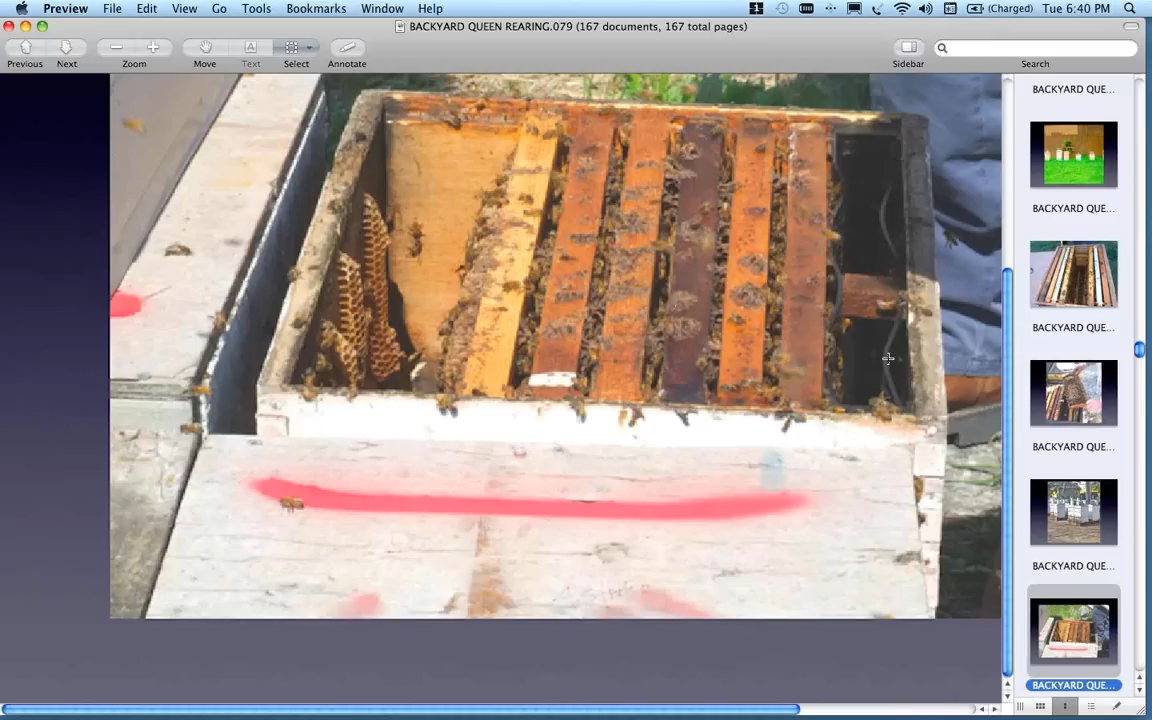 Preview File Edit View Go Tools Bookmarks Window Help 1 (Charged) Tue 6:40 PM
BACKYARD QUEEN REARING.079 (167 documents, 167 total pages)
Previous Next Zoom Move Text Select Annotate Sidebar Search
BACKYARD QUE...
BACKYARD QUE...
BACKYARD QUE...
BACKYARD QUE...
BACKYARD QUE...
BACKYARD QUE...